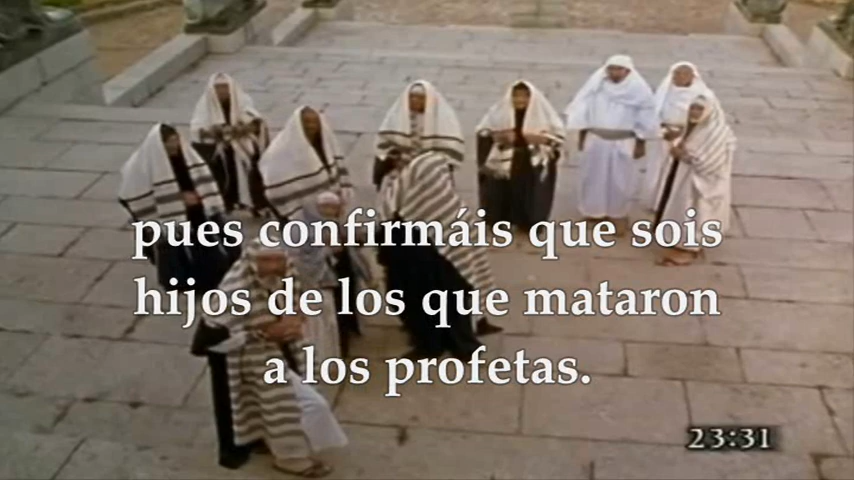 pues confirmáis que sois
hijos de los que mataron
a los profetas.
23:31